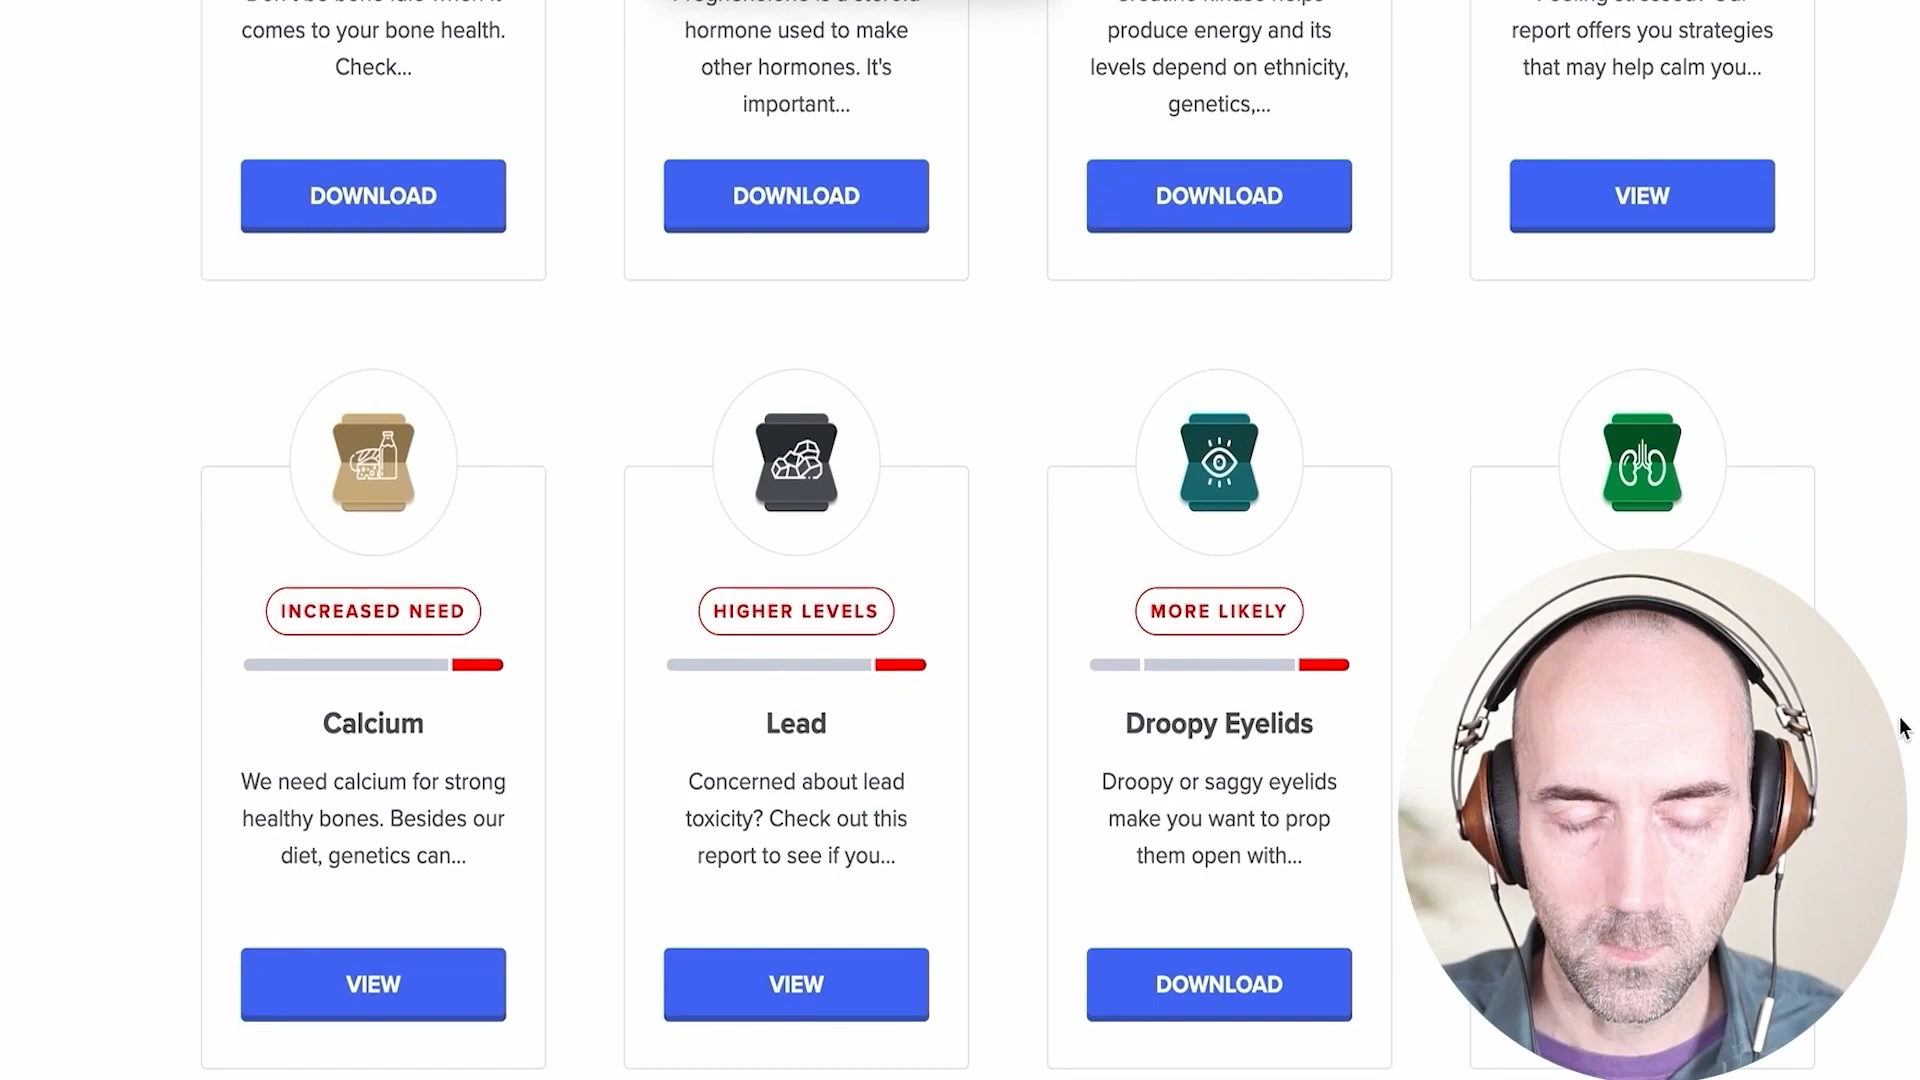 comes to your bone health.
Check...
DOWNLOAD
hormone used to make
other hormones. It's
important...
DOWNLOAD
produce energy and its
levels depend on ethnicity,
genetics,...
DOWNLOAD
report offers you strategies
that may help calm you...
VIEW
INCREASED NEED
Calcium
We need calcium for strong
healthy bones. Besides our
diet, genetics can...
VIEW
HIGHER LEVELS
Lead
Concerned about lead
toxicity? Check out this
report to see if you...
VIEW
MORE LIKELY
Droopy Eyelids
Droopy or saggy eyelids
make you want to prop
them open with...
DOWNLOAD